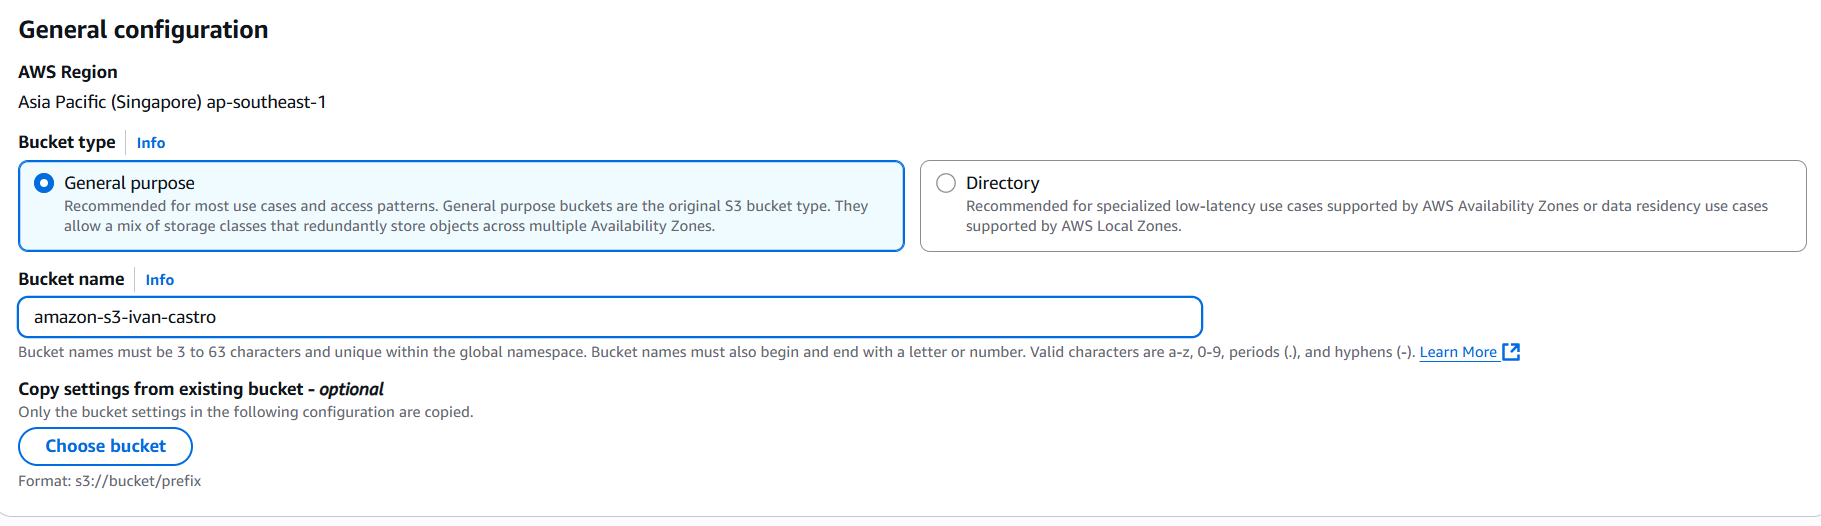 General configuration
AWS Region
Asia Pacific (Singapore) ap-southeast-1
Bucket type Info
General purpose
Recommended for most use cases and access patterns. General purpose buckets are the original S3 bucket type. They
allow a mix of storage classes that redundantly store objects across multiple Availability Zones.
Directory
Recommended for specialized low-latency use cases supported by AWS Availability Zones or data residency use cases
supported by AWS Local Zones.
Bucket name Info
amazon-s3-ivan-castro
Bucket names must be 3 to 63 characters and unique within the global namespace. Bucket names must also begin and end with a letter or number. Valid characters are a-z, 0-9, periods (.), and hyphens (-). Learn More
Copy settings from existing bucket - optional
Only the bucket settings in the following configuration are copied.
Choose bucket
Format: s3://bucket/prefix